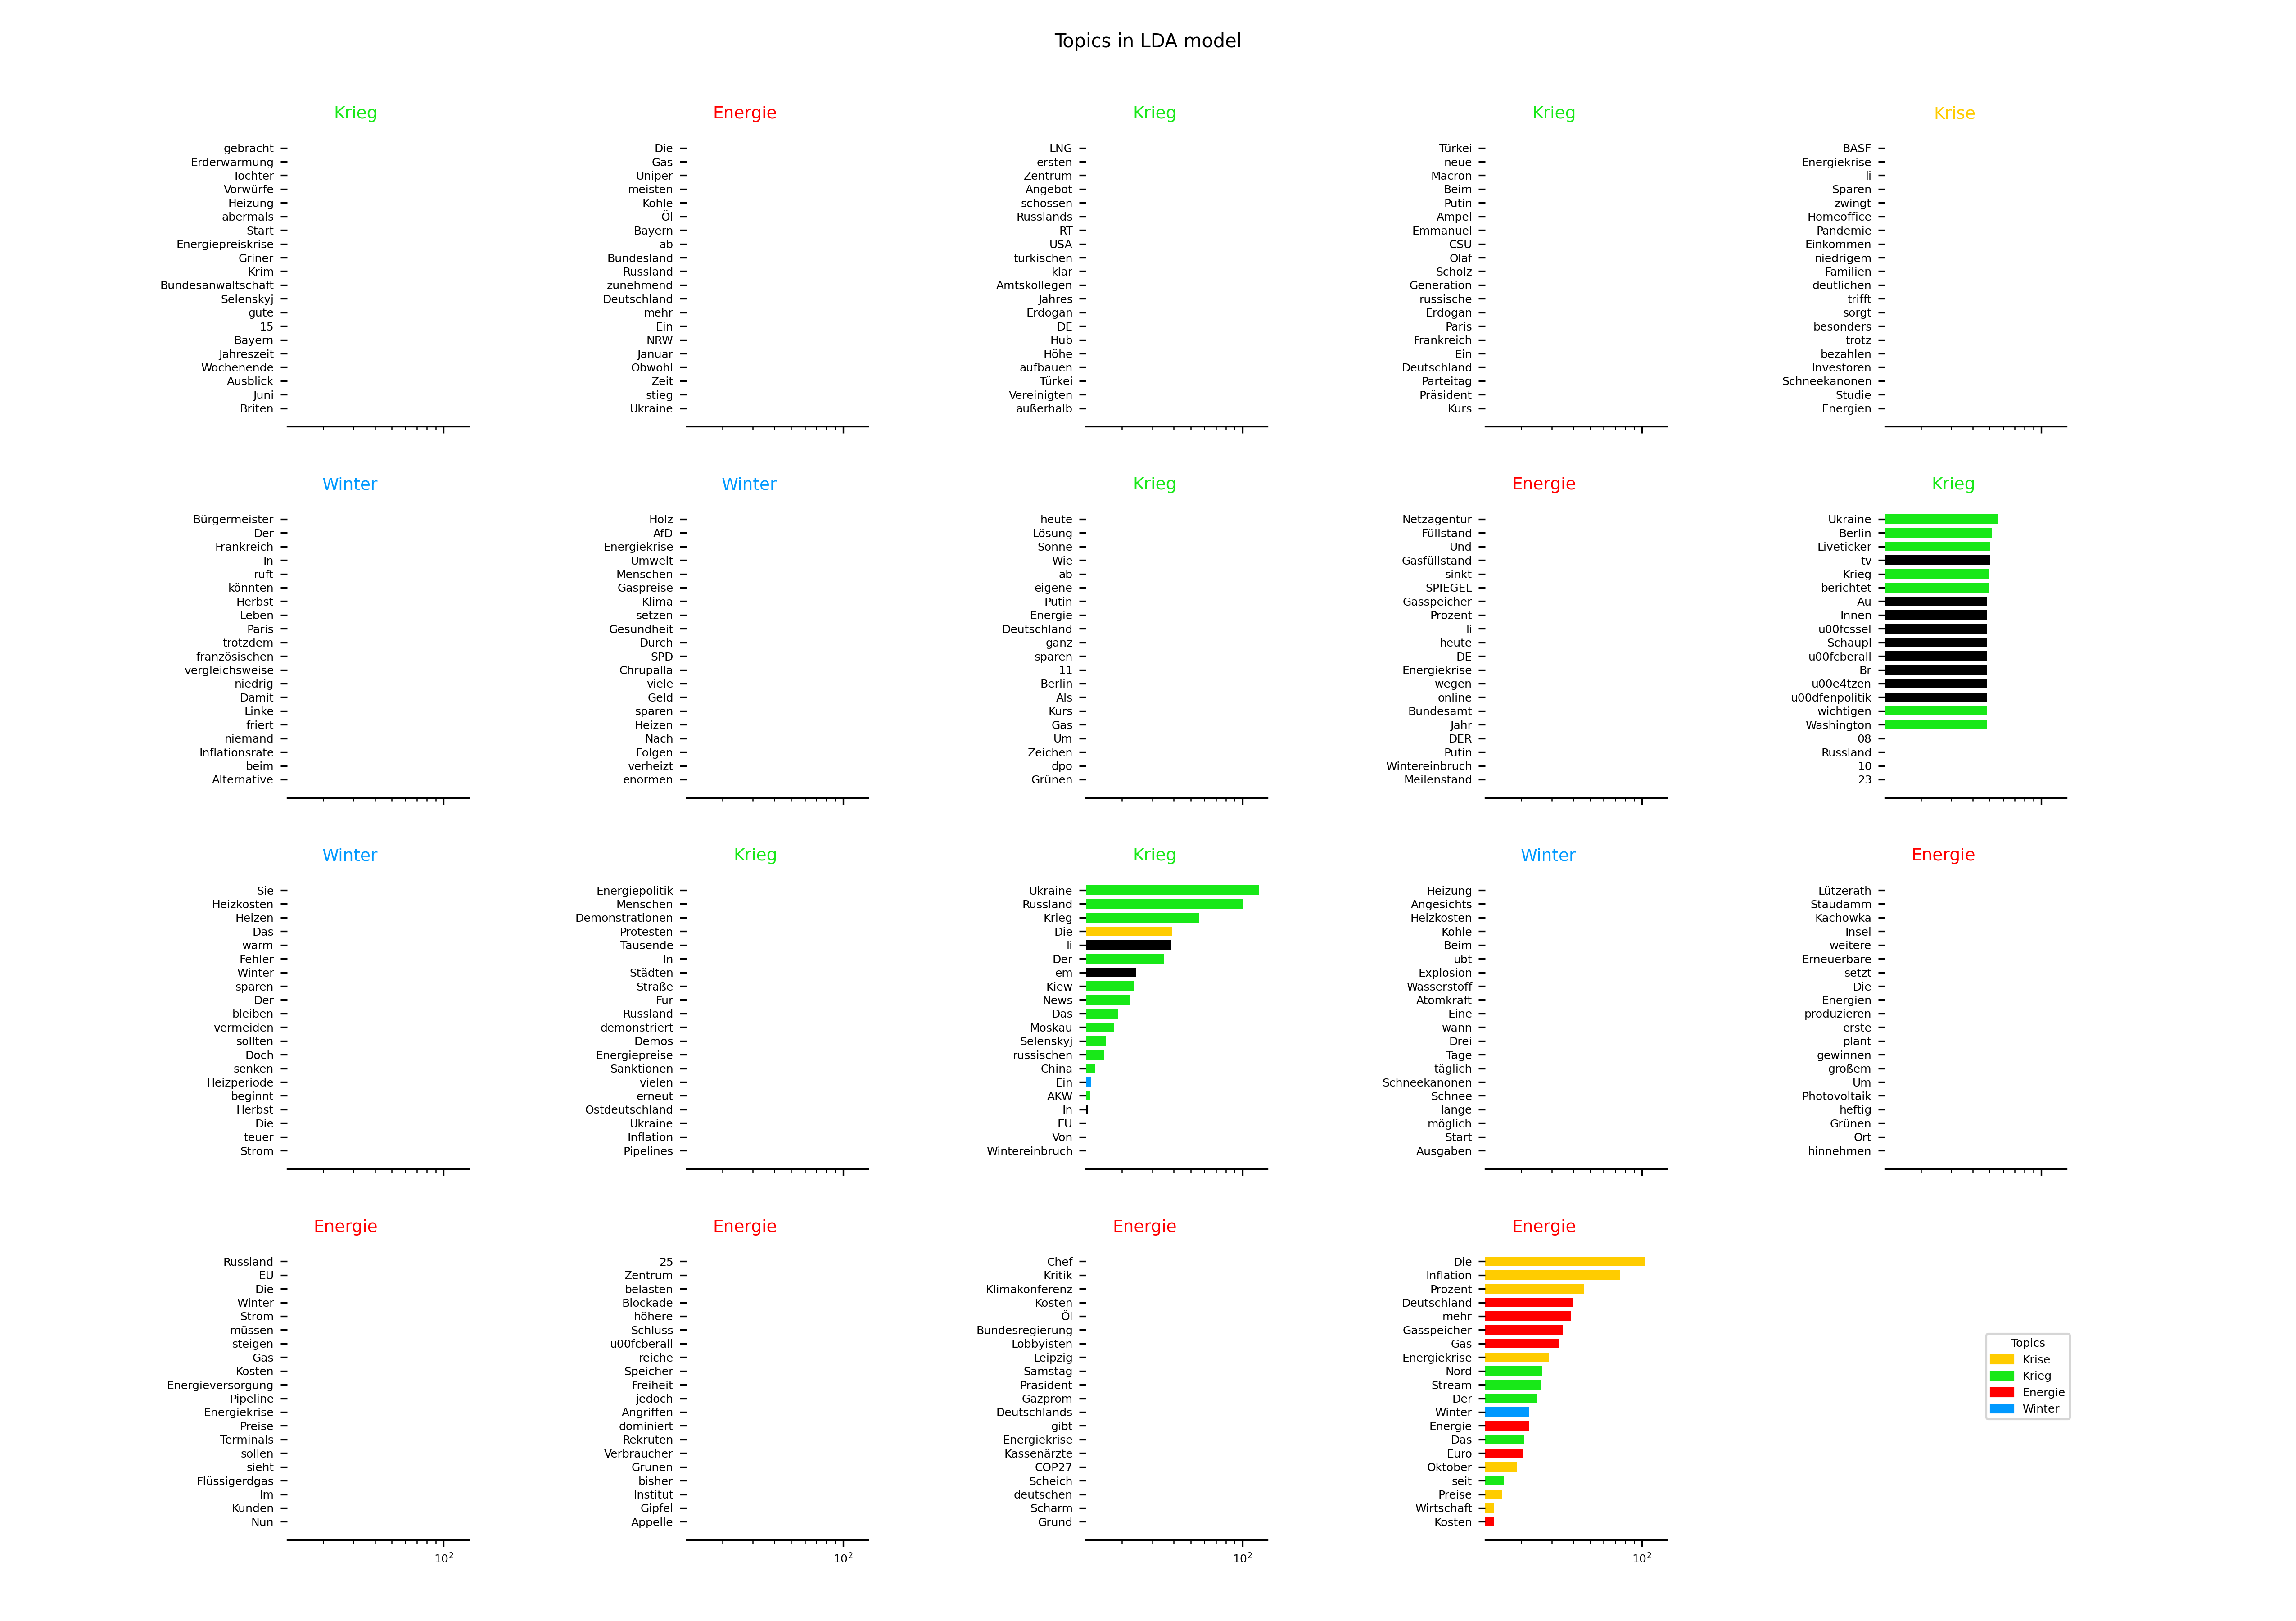 Topics in LDA model
Krieg
gebracht
Erderwärmung
Tochter
Vorwürfe
Heizung
abermals
Start
Energiepreiskrise
Griner
Krim
Bundesanwaltschaft
Selenskyj
gute
15
Bayern
Jahreszeit
Wochenende
Ausblick
Juni
Briten
Energie
Die
Gas
Uniper
meisten
Kohle
Öl
Bayern
ab
Bundesland
Russland
zunehmend
Deutschland
mehr
Ein
NRW
Januar
Obwohl
Zeit
stieg
Ukraine
Krieg
LNG
ersten
Zentrum
Angebot
schossen
Russlands
RT
USA
türkischen
klar
Amtskollegen
Jahres
Erdogan
DE
Hub
Höhe
aufbauen
Türkei
Vereinigten
außerhalb
Krieg
Türkei
neue
Macron
Beim
Putin
Ampel
Emmanuel
CSU
Olaf
Scholz
Generation
russische
Erdogan
Paris
Frankreich
Ein
Deutschland
Parteitag
Präsident
Kurs
Krise
BASF
Energiekrise
li
Sparen
zwingt
Homeoffice
Pandemie
Einkommen
niedrigem
Familien
deutlichen
trifft
sorgt
besonders
trotz
bezahlen
Investoren
Schneekanonen
Studie
Energien
Winter
Bürgermeister
Der
Frankreich
In
ruft
könnten
Herbst
Leben
Paris
trotzdem
französischen
vergleichsweise
niedrig
Damit
Linke
friert
niemand
Inflationsrate
beim
Alternative
Winter
Holz
AfD
Energiekrise
Umwelt
Menschen
Gaspreise
Klima
setzen
Gesundheit
Durch
SPD
Chrupalla
viele
Geld
sparen
Heizen
Nach
Folgen
verheizt
enormen
Krieg
heute
Lösung
Sonne
Wie
ab
eigene
Putin
Energie
Deutschland
ganz
sparen
11
Berlin
Als
Kurs
Gas
Um
Zeichen
dpo
Grünen
Energie
Netzagentur
Füllstand
Und
Gasfüllstand
sinkt
SPIEGEL
Gasspeicher
Prozent
li
heute
DE
Energiekrise
wegen
online
Bundesamt
Jahr
DER
Putin
Wintereinbruch
Meilenstand
Krieg
Ukraine
Berlin
Liveticker
tv
Krieg
berichtet
Au
Innen
u00fcssel
Schaupl
u00fcberall
Br
u00e4tzen
u00dfenpolitik
wichtigen
Washington
08
Russland
10
23
Winter
Sie
Heizkosten
Heizen
Das
warm
Fehler
Winter
sparen
Der
bleiben
vermeiden
sollten
Doch
senken
Heizperiode
beginnt
Herbst
Die
teuer
Strom
Krieg
Energiepolitik
Menschen
Demonstrationen
Protesten
Tausende
In
Städten
Straße
Für
Russland
demonstriert
Demos
Energiepreise
Sanktionen
vielen
erneut
Ostdeutschland
Ukraine
Inflation
Pipelines
Krieg
Ukraine
Russland
Krieg
Die
li
Der
em
Kiew
News
Das
Moskau
Selenskyj
russischen
China
Ein
AKW
In
EU
Von
Wintereinbruch
Winter
Heizung
Angesichts
Heizkosten
Kohle
Beim
übt
Explosion
Wasserstoff
Atomkraft
Eine
wann
Drei
Tage
täglich
Schneekanonen
Schnee
lange
möglich
Start
Ausgaben
Energie
Lützerath
Staudamm
Kachowka
Insel
weitere
Erneuerbare
setzt
Die
Energien
produzieren
erste
plant
gewinnen
großem
Um
Photovoltaik
heftig
Grünen
Ort
hinnehmen
Energie
Russland
EU
Die
Winter
Strom
müssen
steigen
Gas
Kosten
Energieversorgung
Pipeline
Energiekrise
Preise
Terminals
sollen
sieht
Flüssigerdgas
Im
Kunden
Nun
10²
Energie
25
Zentrum
belasten
Blockade
höhere
Schluss
u00fcberall
reiche
Speicher
Freiheit
jedoch
Angriffen
dominiert
Rekruten
Verbraucher
Grünen
bisher
Institut
Gipfel
Appelle
10²
Energie
Chef
Kritik
Klimakonferenz
Kosten
Öl
Bundesregierung
Lobbyisten
Leipzig
Samstag
Präsident
Gazprom
Deutschlands
gibt
Energiekrise
Kassenärzte
COP27
Scheich
deutschen
Scharm
Grund
10²
Energie
Die
Inflation
Prozent
Deutschland
mehr
Gasspeicher
Gas
Energiekrise
Nord
Stream
Der
Winter
Energie
Das
Euro
Oktober
seit
Preise
Wirtschaft
Kosten
10²
Topics
Krise
Krieg
Energie
Winter